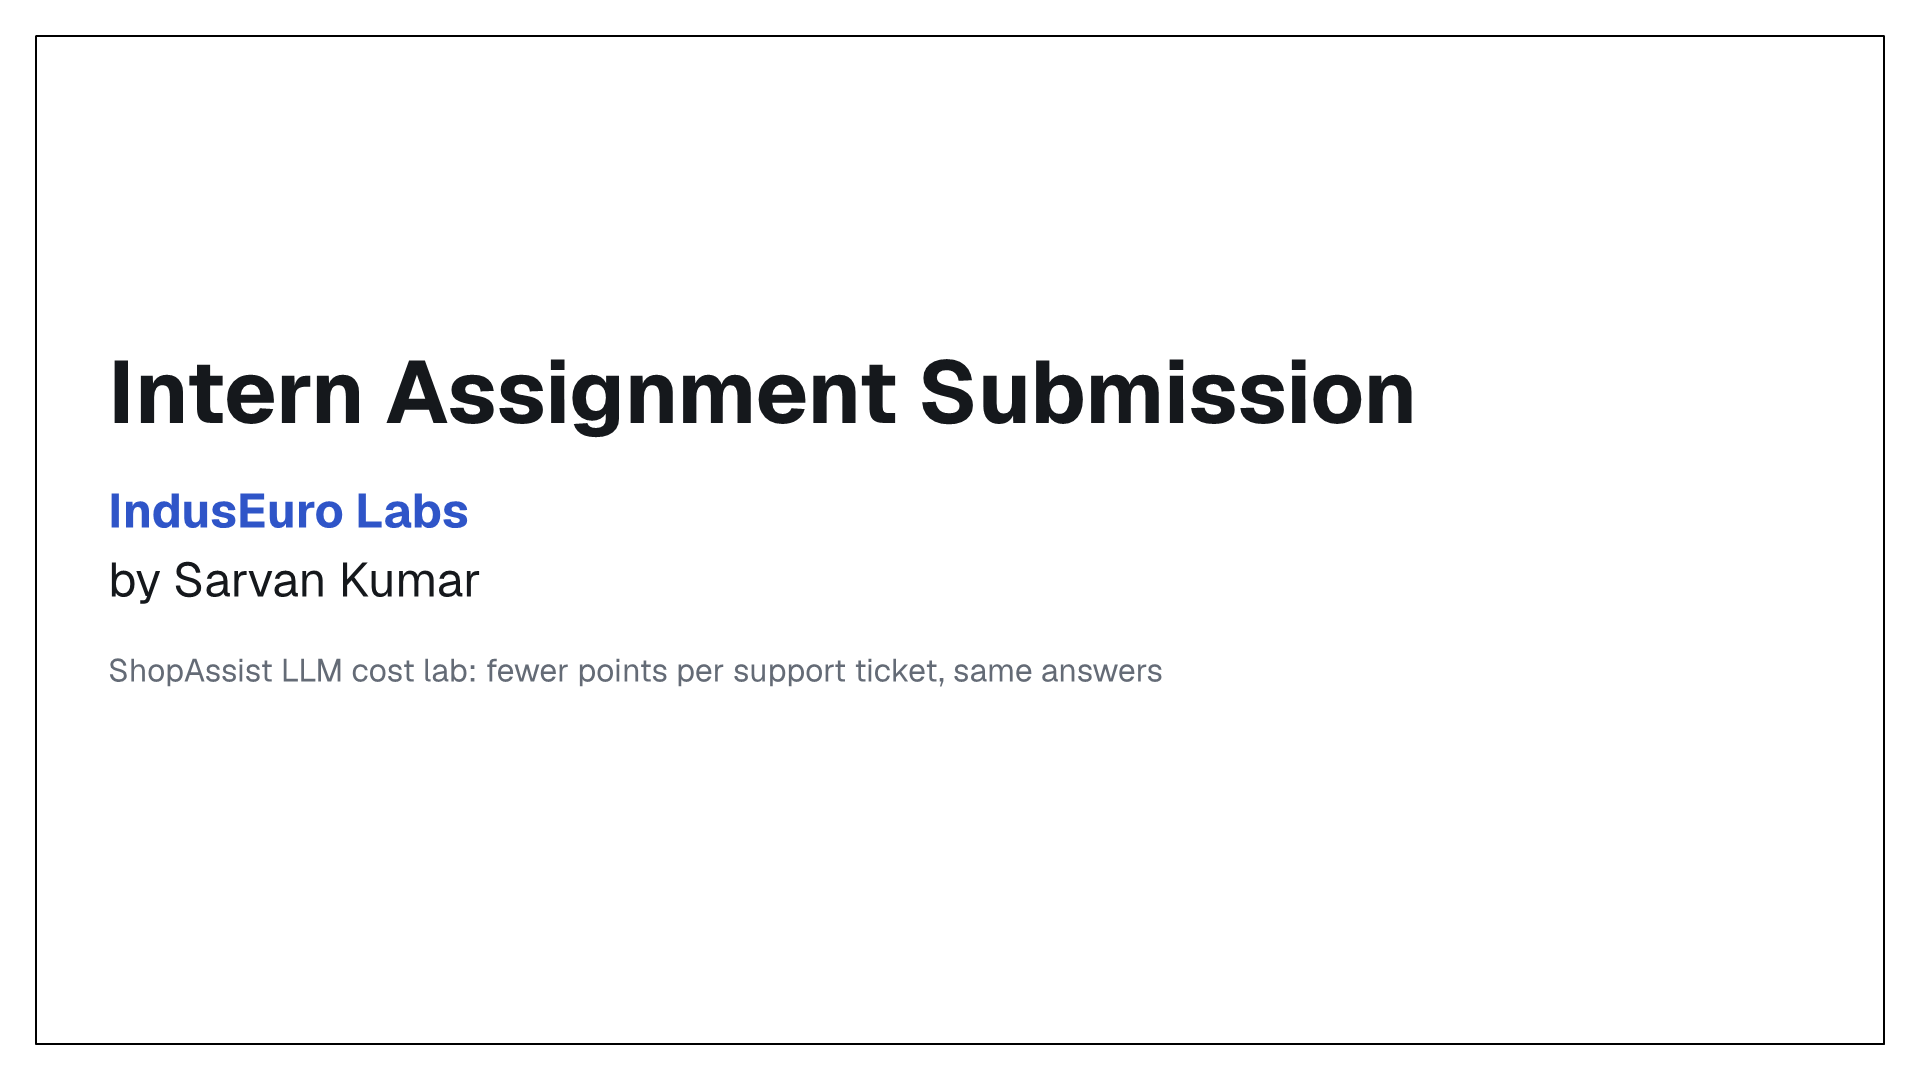 Intern Assignment Submission
IndusEuro Labs
by Sarvan Kumar
ShopAssist LLM cost lab: fewer points per support ticket, same answers